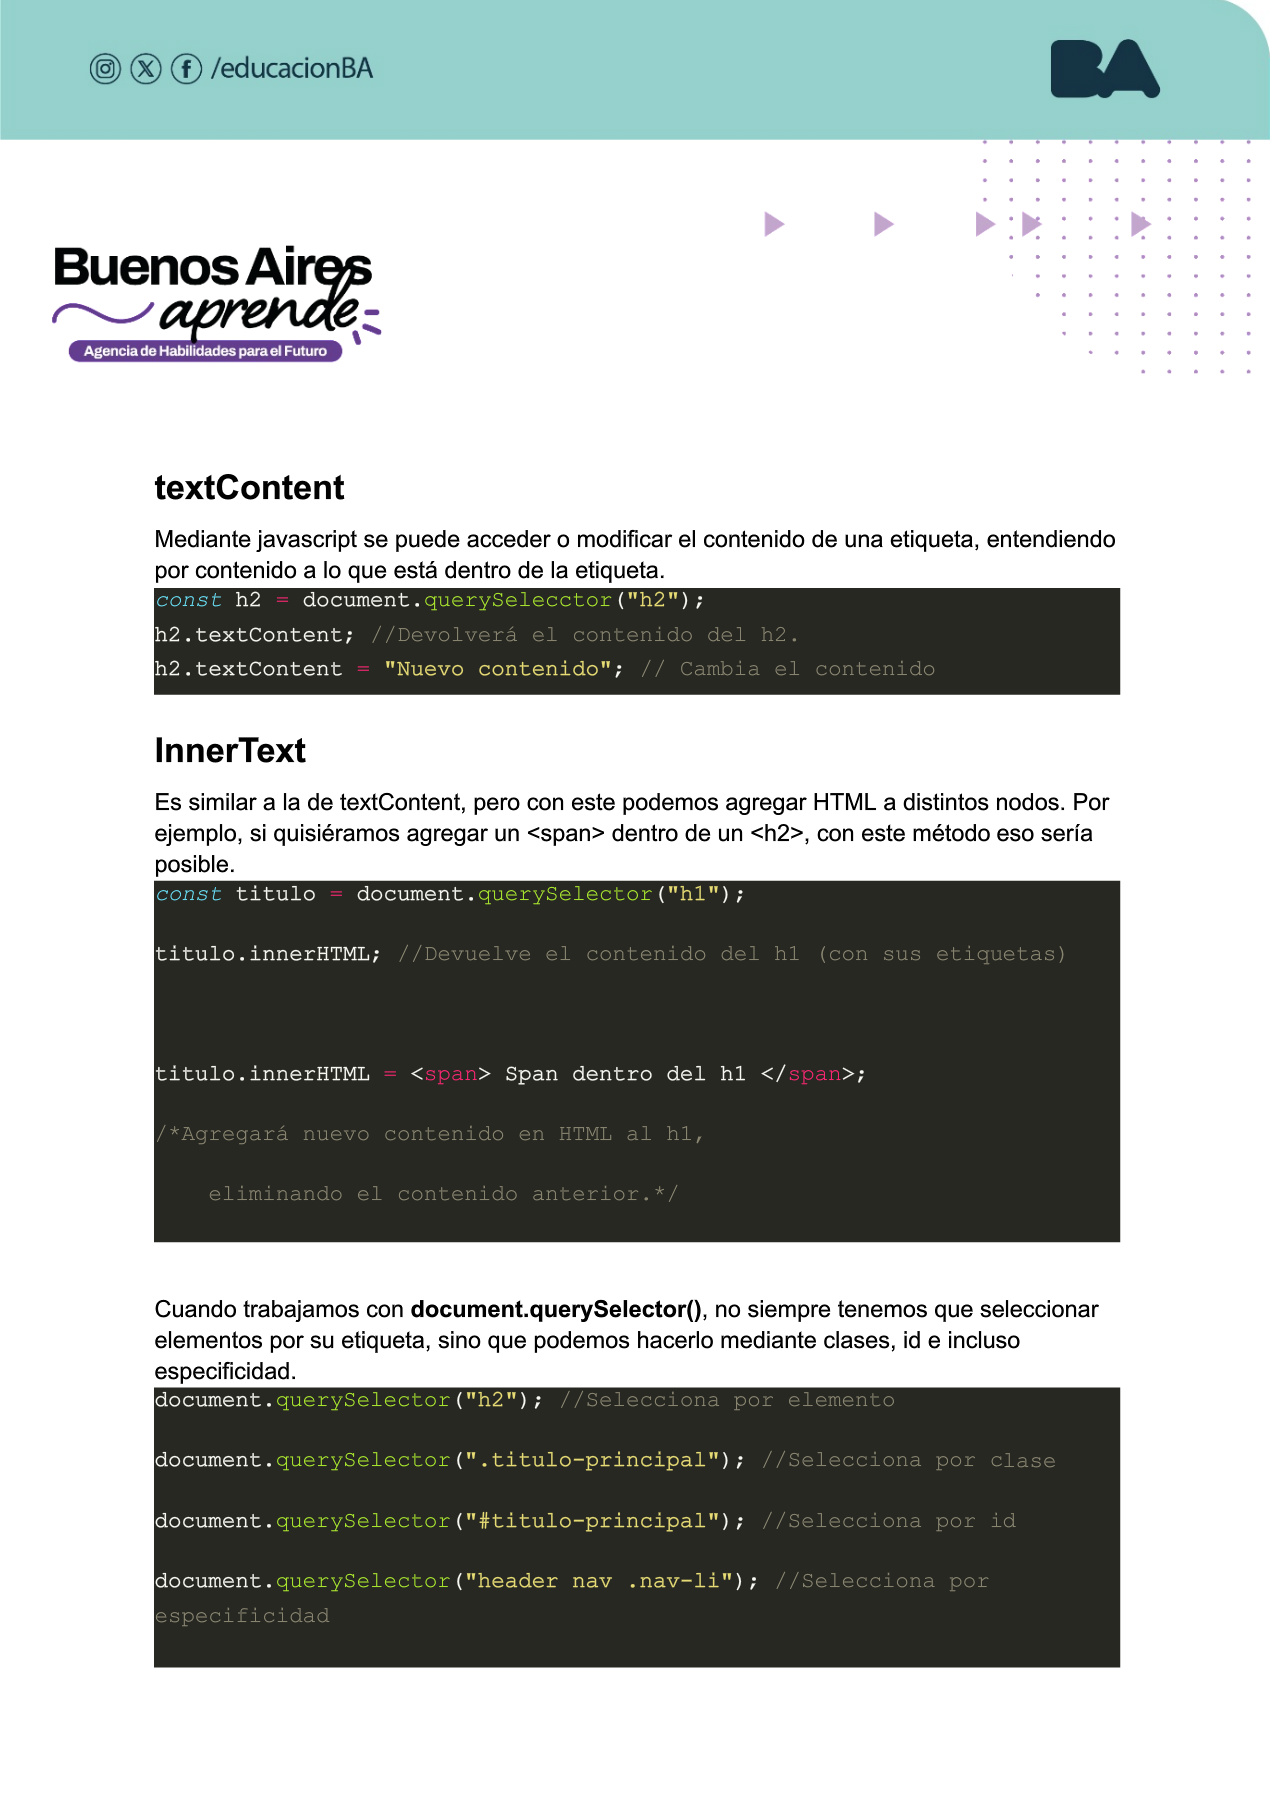 /educacionBA
BA
Buenos Aires
aprende
Agencia de Habilidades para el Futuro
textContent
Mediante javascript se puede acceder o modificar el contenido de una etiqueta, entendiendo
por contenido a lo que está dentro de la etiqueta.
const h2 = document.querySelecctor("h2");
h2.textContent; //Devolverá el contenido del h2.
h2.textContent = "Nuevo contenido"; // Cambia el contenido
InnerText
Es similar a la de textContent, pero con este podemos agregar HTML a distintos nodos. Por
ejemplo, si quisiéramos agregar un <span> dentro de un <h2>, con este método eso sería
posible.
const titulo = document.querySelector("h1");
titulo.innerHTML; //Devuelve el contenido del h1 (con sus etiquetas)
titulo.innerHTML = <span> Span dentro del h1 </span>;
/*Agregará nuevo contenido en HTML al h1,
eliminando el contenido anterior.*/
Cuando trabajamos con document.querySelector(), no siempre tenemos que seleccionar
elementos por su etiqueta, sino que podemos hacerlo mediante clases, id e incluso
especificidad.
document.querySelector("h2"); //Selecciona por elemento
document.querySelector(".titulo-principal"); //Selecciona por clase
document.querySelector("#titulo-principal"); //Selecciona por id
document.querySelector("header nav .nav-li"); //Selecciona por
especificidad